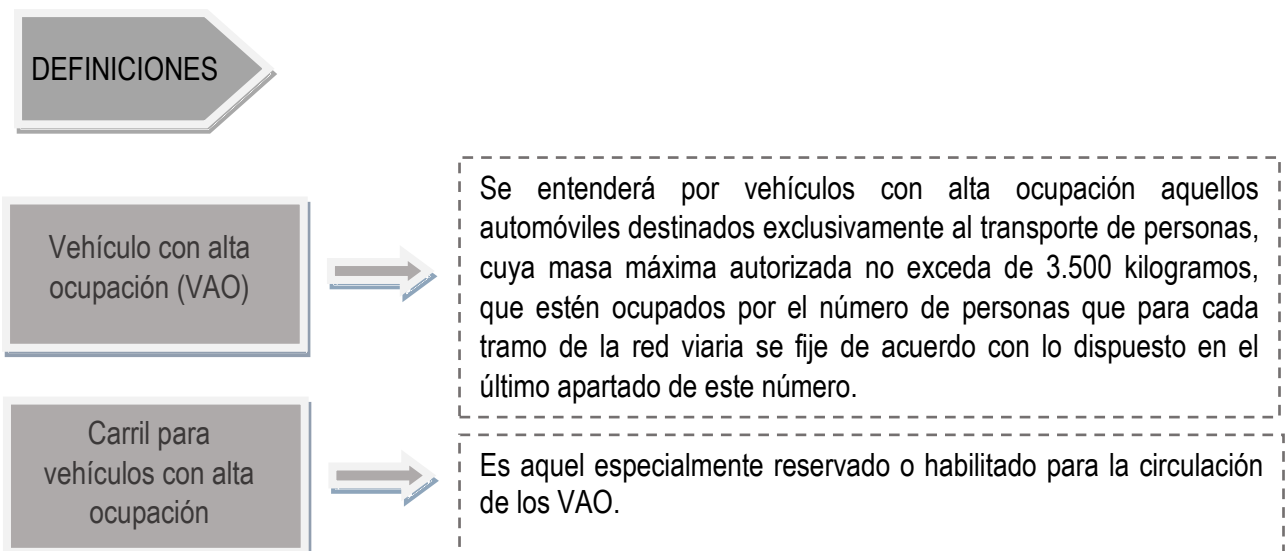 DEFINICIONES
Vehículo con alta
ocupación (VAO)
Se entenderá por vehículos con alta ocupación aquellos
automóviles destinados exclusivamente al transporte de personas,
cuya masa máxima autorizada no exceda de 3.500 kilogramos,
que estén ocupados por el número de personas que para cada
tramo de la red viaria se fije de acuerdo con lo dispuesto en el
último apartado de este número.
Carril para
vehículos con alta
ocupación
Es aquel especialmente reservado o habilitado para la circulación
de los VAO.